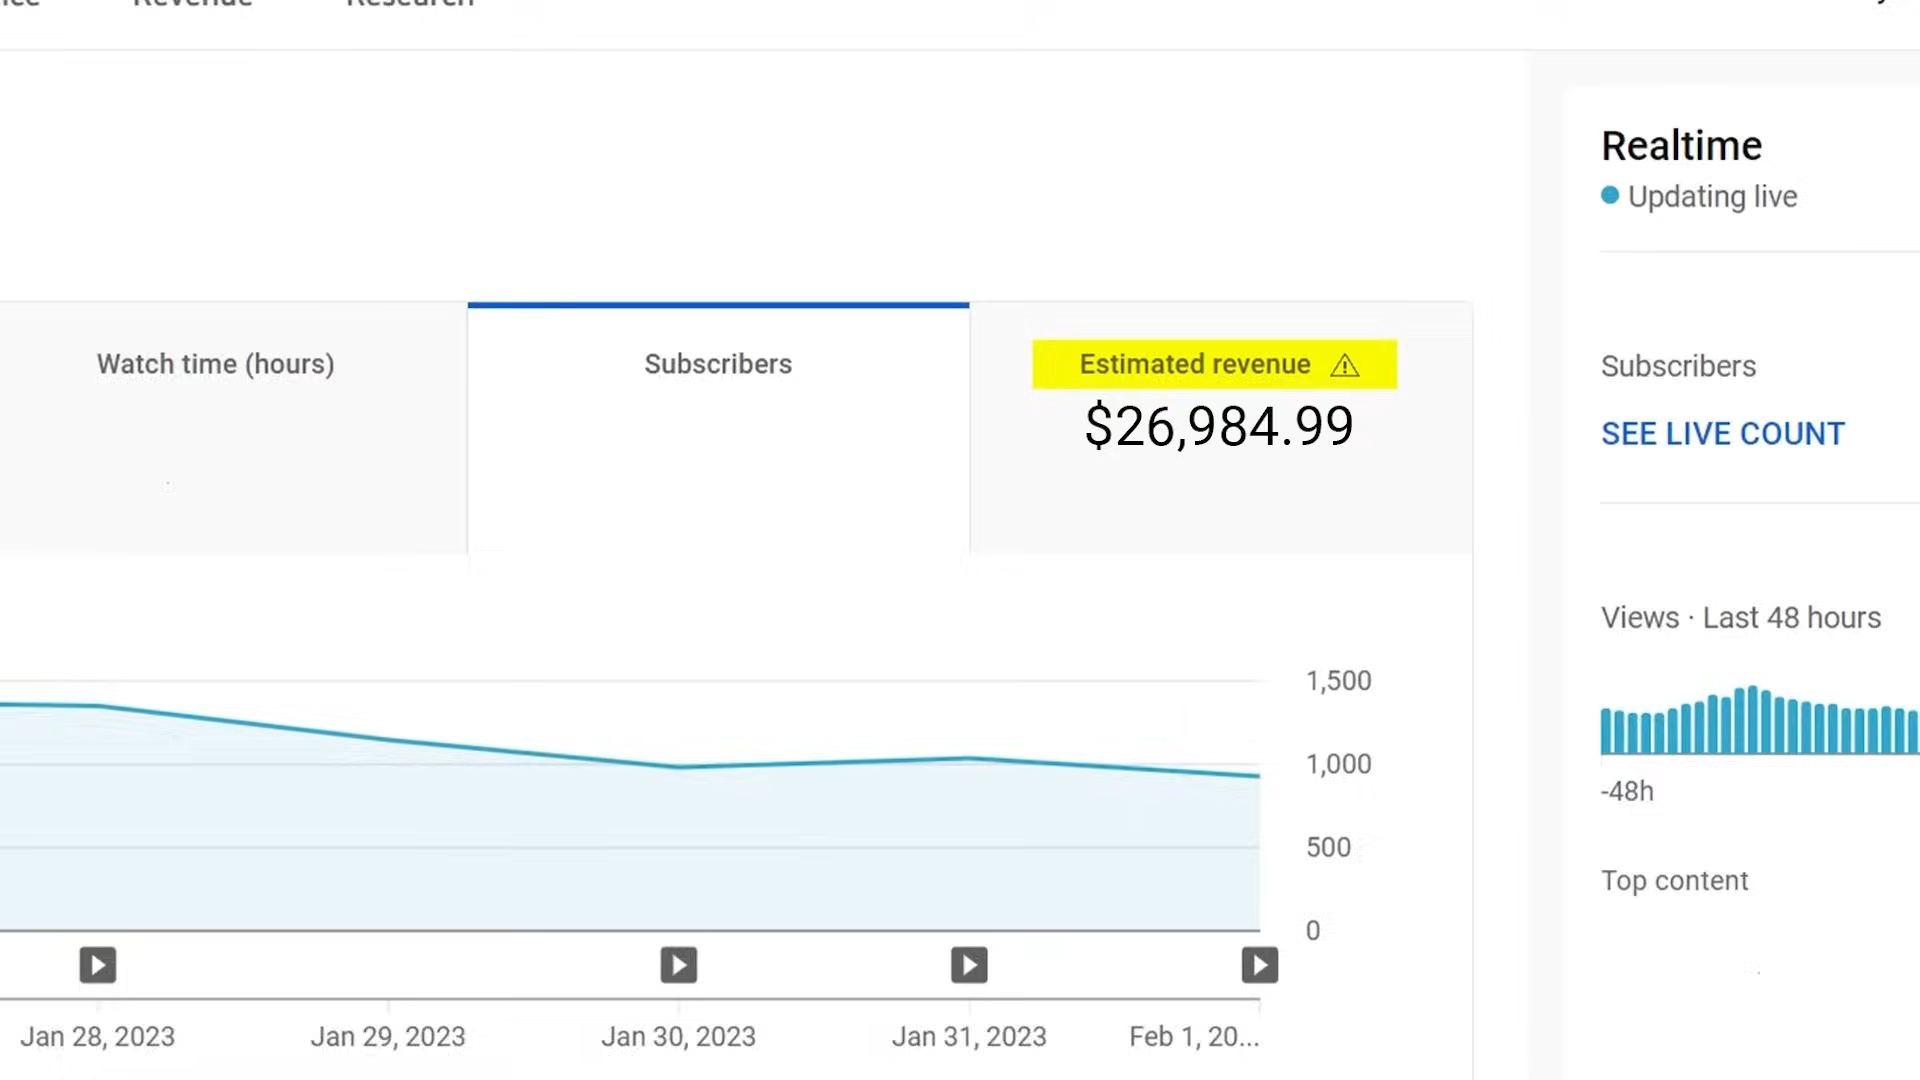 Revenue
Research
Realtime
Updating live
Watch time (hours)
Subscribers
Estimated revenue
$26,984.99
Subscribers
SEE LIVE COUNT
Views · Last 48 hours
1,500
1,000
500
0
-48h
Top content
Jan 28, 2023
Jan 29, 2023
Jan 30, 2023
Jan 31, 2023
Feb 1, 20...